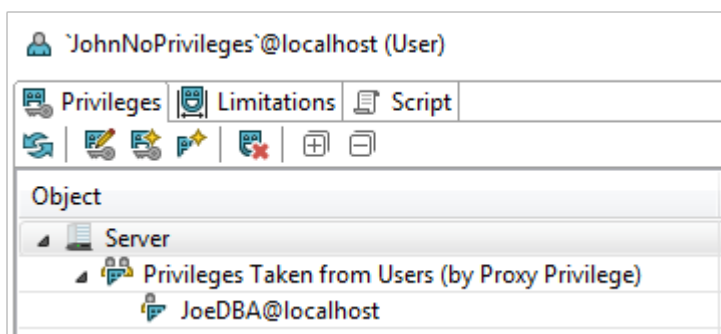 `JohnNoPrivileges`@localhost (User)
Privileges Limitations Script
Object
Server
Privileges Taken from Users (by Proxy Privilege)
JoeDBA@localhost